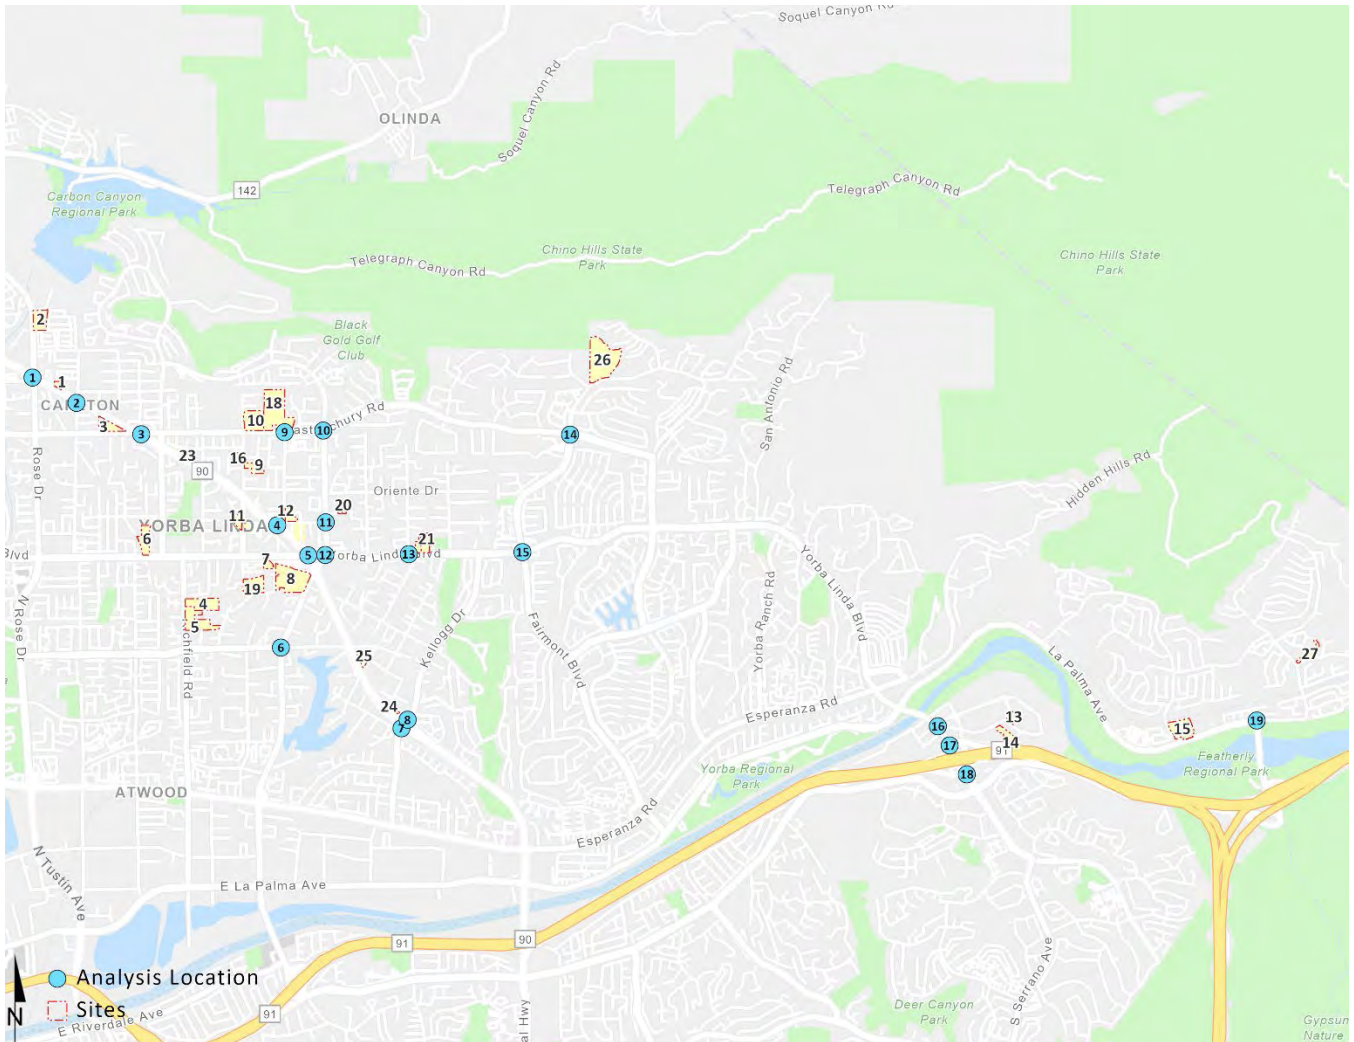 Soquel Canyon Rd
OLINDA
Soquel Canyon Rd
142
Telegraph Canyon Rd
Carbon Canyon
Regional Park
Chino Hills State
Park
Chino Hills State
Park
Telegraph Canyon Rd
2
Black
Gold Golf
Club
26
San Antonio Rd
1
1
2
18
10
3
3
9
10
14
23
90
16
9
Rose Dr
Hidden Hills Rd
Oriente Dr
YORBA LINDA
11
12
4
20
11
6
Blvd
5
12
Yorba Linda Blvd
13
21
15
7
8
19
4
5
Yorba Linda Blvd
Yorba Ranch Rd
N Rose Dr
Kellogg Dr
Fairmont Blvd
6
25
27
La Palma Ave
24
8
7
Esperanza Rd
16
13
17
14
15
19
18
Featherly
Regional Park
Yorba Regional
Park
ATWOOD
Esperanza Rd
N Tustin Ave
E La Palma Ave
91
90
S Serrano Ave
Analysis Location
Sites
N
91
E Riverdale Ave
Deer Canyon
Park
Gypsum
Nature